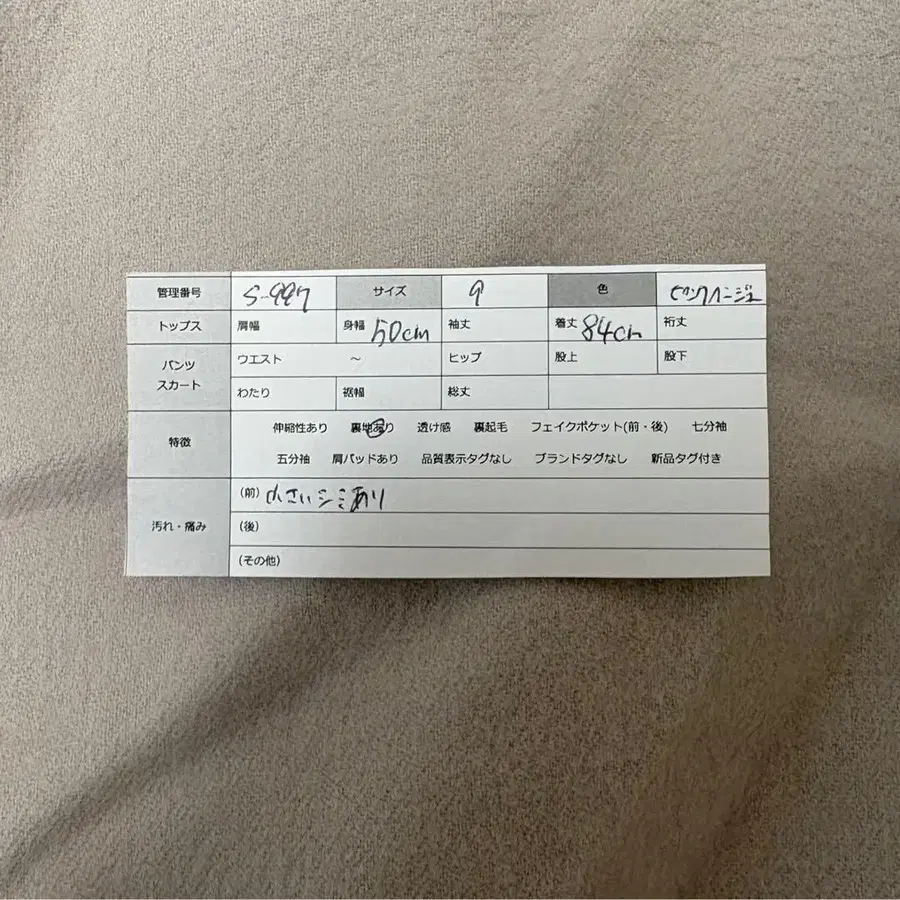 管理番号 S-997 サイズ 9 色 ピンクベージュ
トップス 肩幅 身幅 50cm 袖丈 着丈 84cm 裄丈
パンツ スカート ウエスト ～ ヒップ 股上 股下
わたり 裾幅 総丈
特徴 伸縮性あり 裏地あり 透け感 裏起毛 フェイクポケット(前・後) 七分袖
五分袖 肩パッドあり 品質表示タグなし ブランドタグなし 新品タグ付き
汚れ・痛み (前) 小さいシミあり
(後)
(その他)